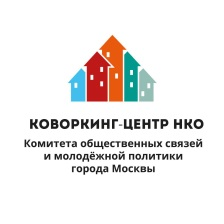 КОВОРКИНГ-ЦЕНТР НКО
Комитета общественных связей
и молодёжной политики
города Москвы